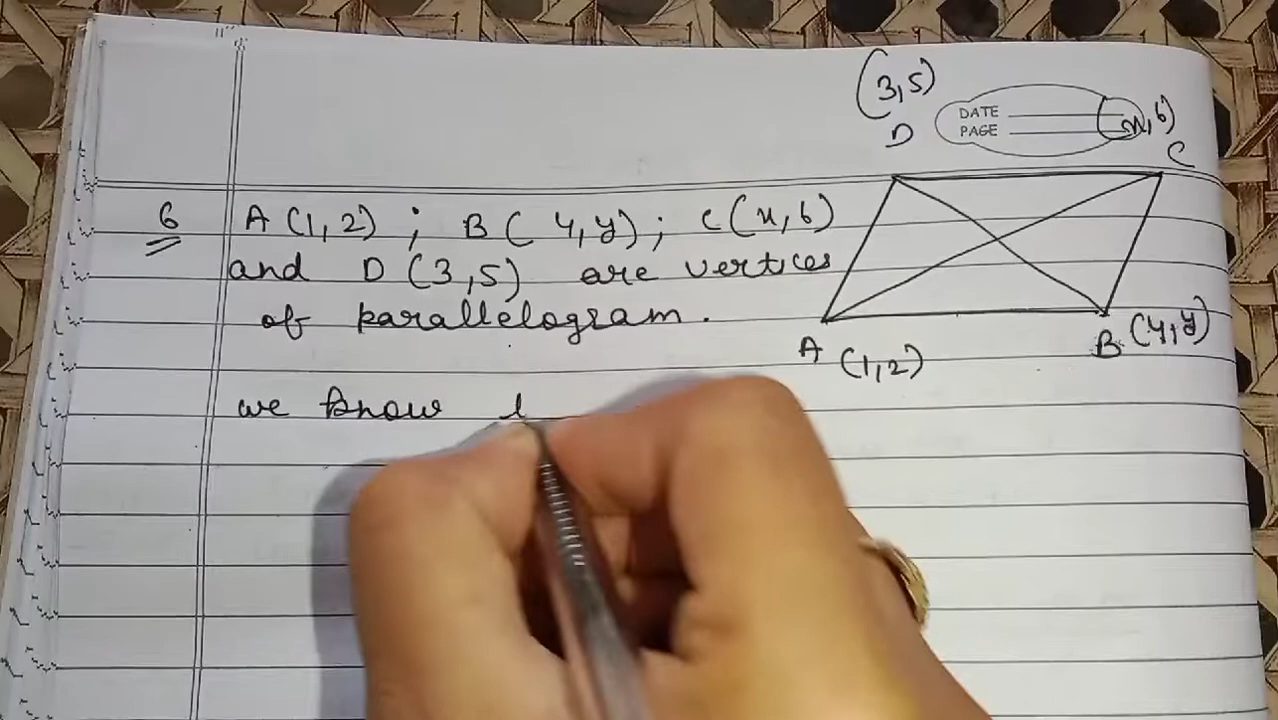 (3,5)
D
DATE
PAGE
(x,6)
C
6 A (1,2) ; B ( 4,y) ; C (x,6)
and D (3,5) are vertices
of parallelogram.
A (1,2)
B (4,y)
we know